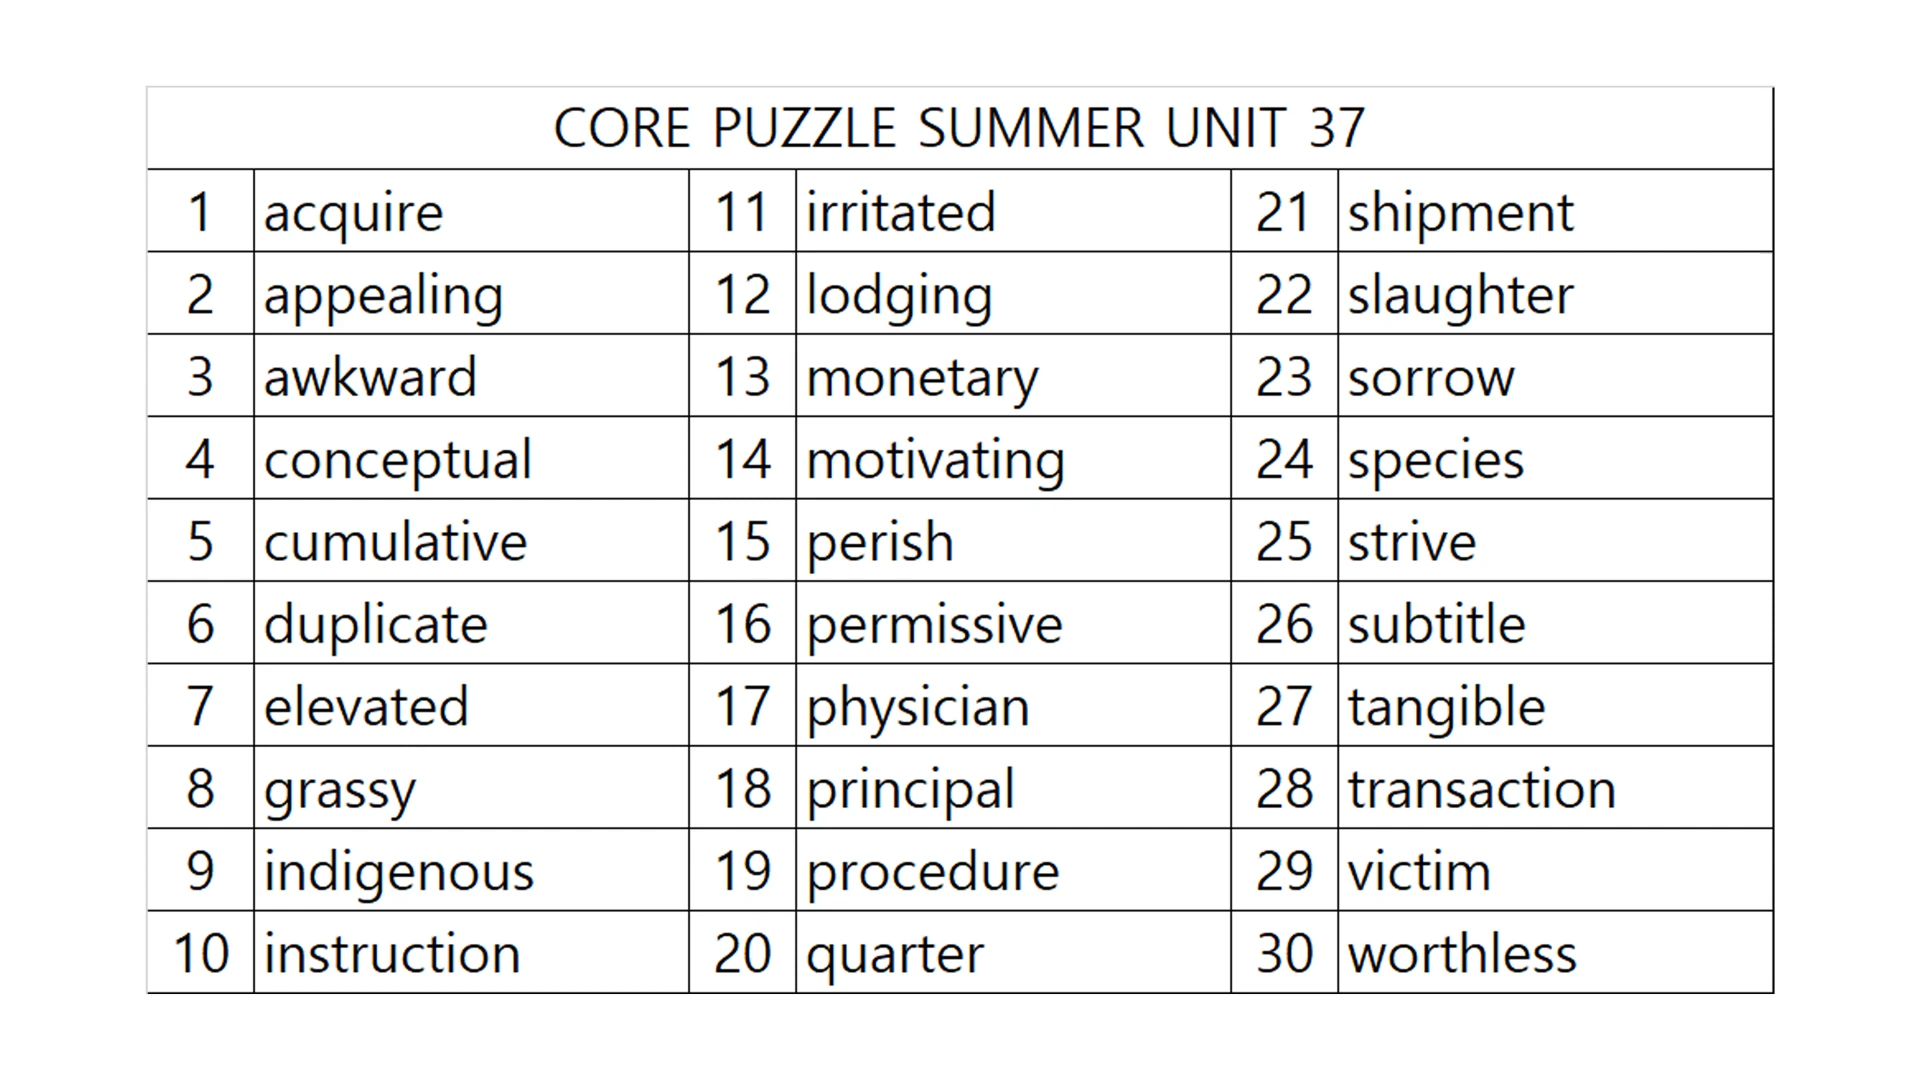 CORE PUZZLE SUMMER UNIT 37
1 acquire 11 irritated 21 shipment
2 appealing 12 lodging 22 slaughter
3 awkward 13 monetary 23 sorrow
4 conceptual 14 motivating 24 species
5 cumulative 15 perish 25 strive
6 duplicate 16 permissive 26 subtitle
7 elevated 17 physician 27 tangible
8 grassy 18 principal 28 transaction
9 indigenous 19 procedure 29 victim
10 instruction 20 quarter 30 worthless